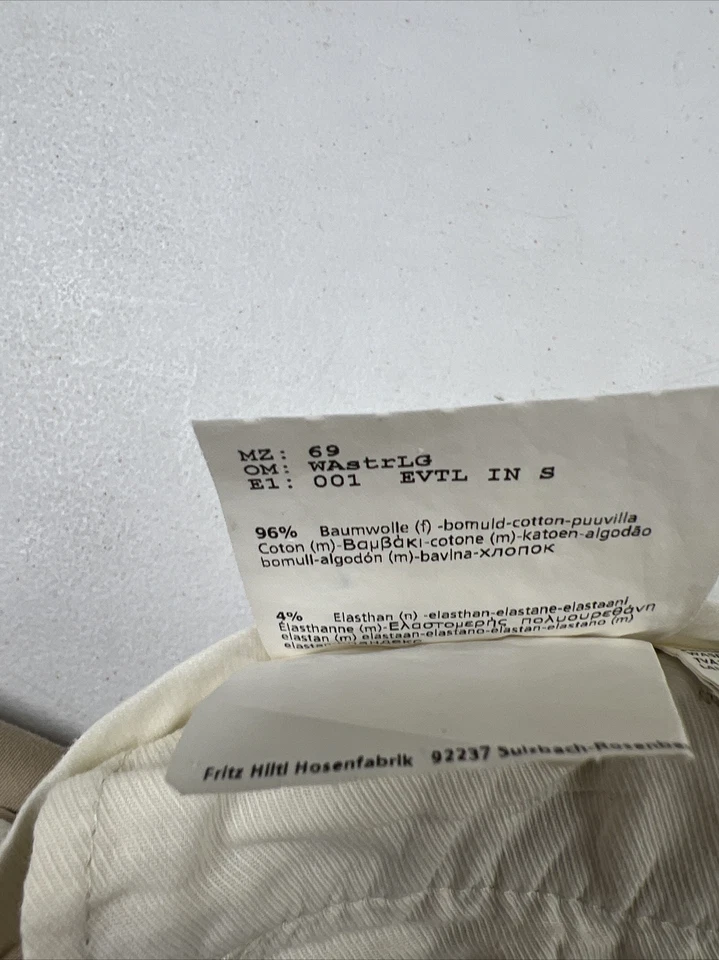 MZ: 69
OM: WAstrLG
E1: 001 EVTL IN S
96% Baumwolle (f) -bomuld-cotton-puuvilla
Coton (m)-Βαμβάκι-cotone (m)-katoen-algodão
bomull-algodón (m)-bavlna-хлопок
4% Elasthan (n) -elasthan-elastane-elastaani
Élasthanne (m)-Ελαστομερής πολυουρεθάνη
elastan (m) elastaan-elastano-elastan-elastano (m)
Fritz Hiltl Hosenfabrik 92237 Sulzbach-Rosenbe